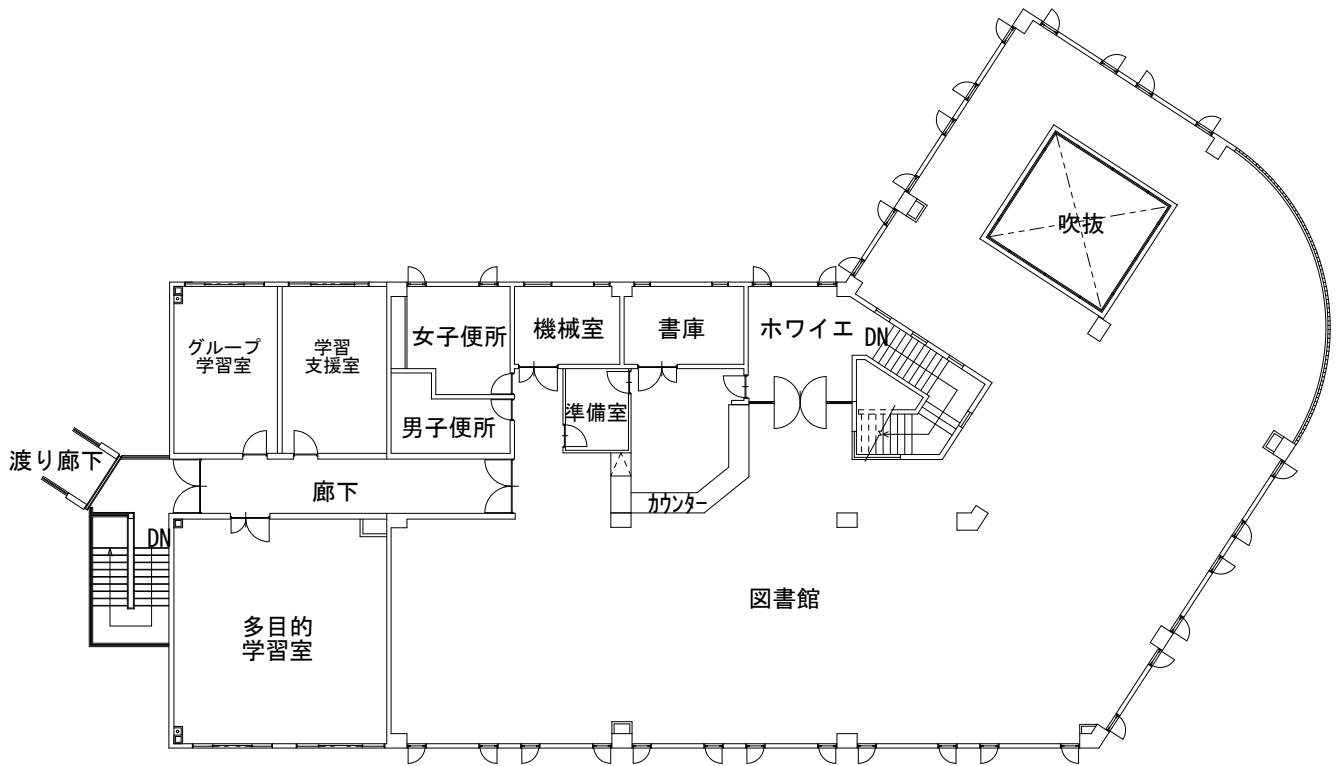 吹抜
女子便所
機械室
書庫
ホワイエ
DN
グループ
学習室
学習
支援室
男子便所
準備室
渡り廊下
廊下
カウンター
DN
図書館
多目的
学習室